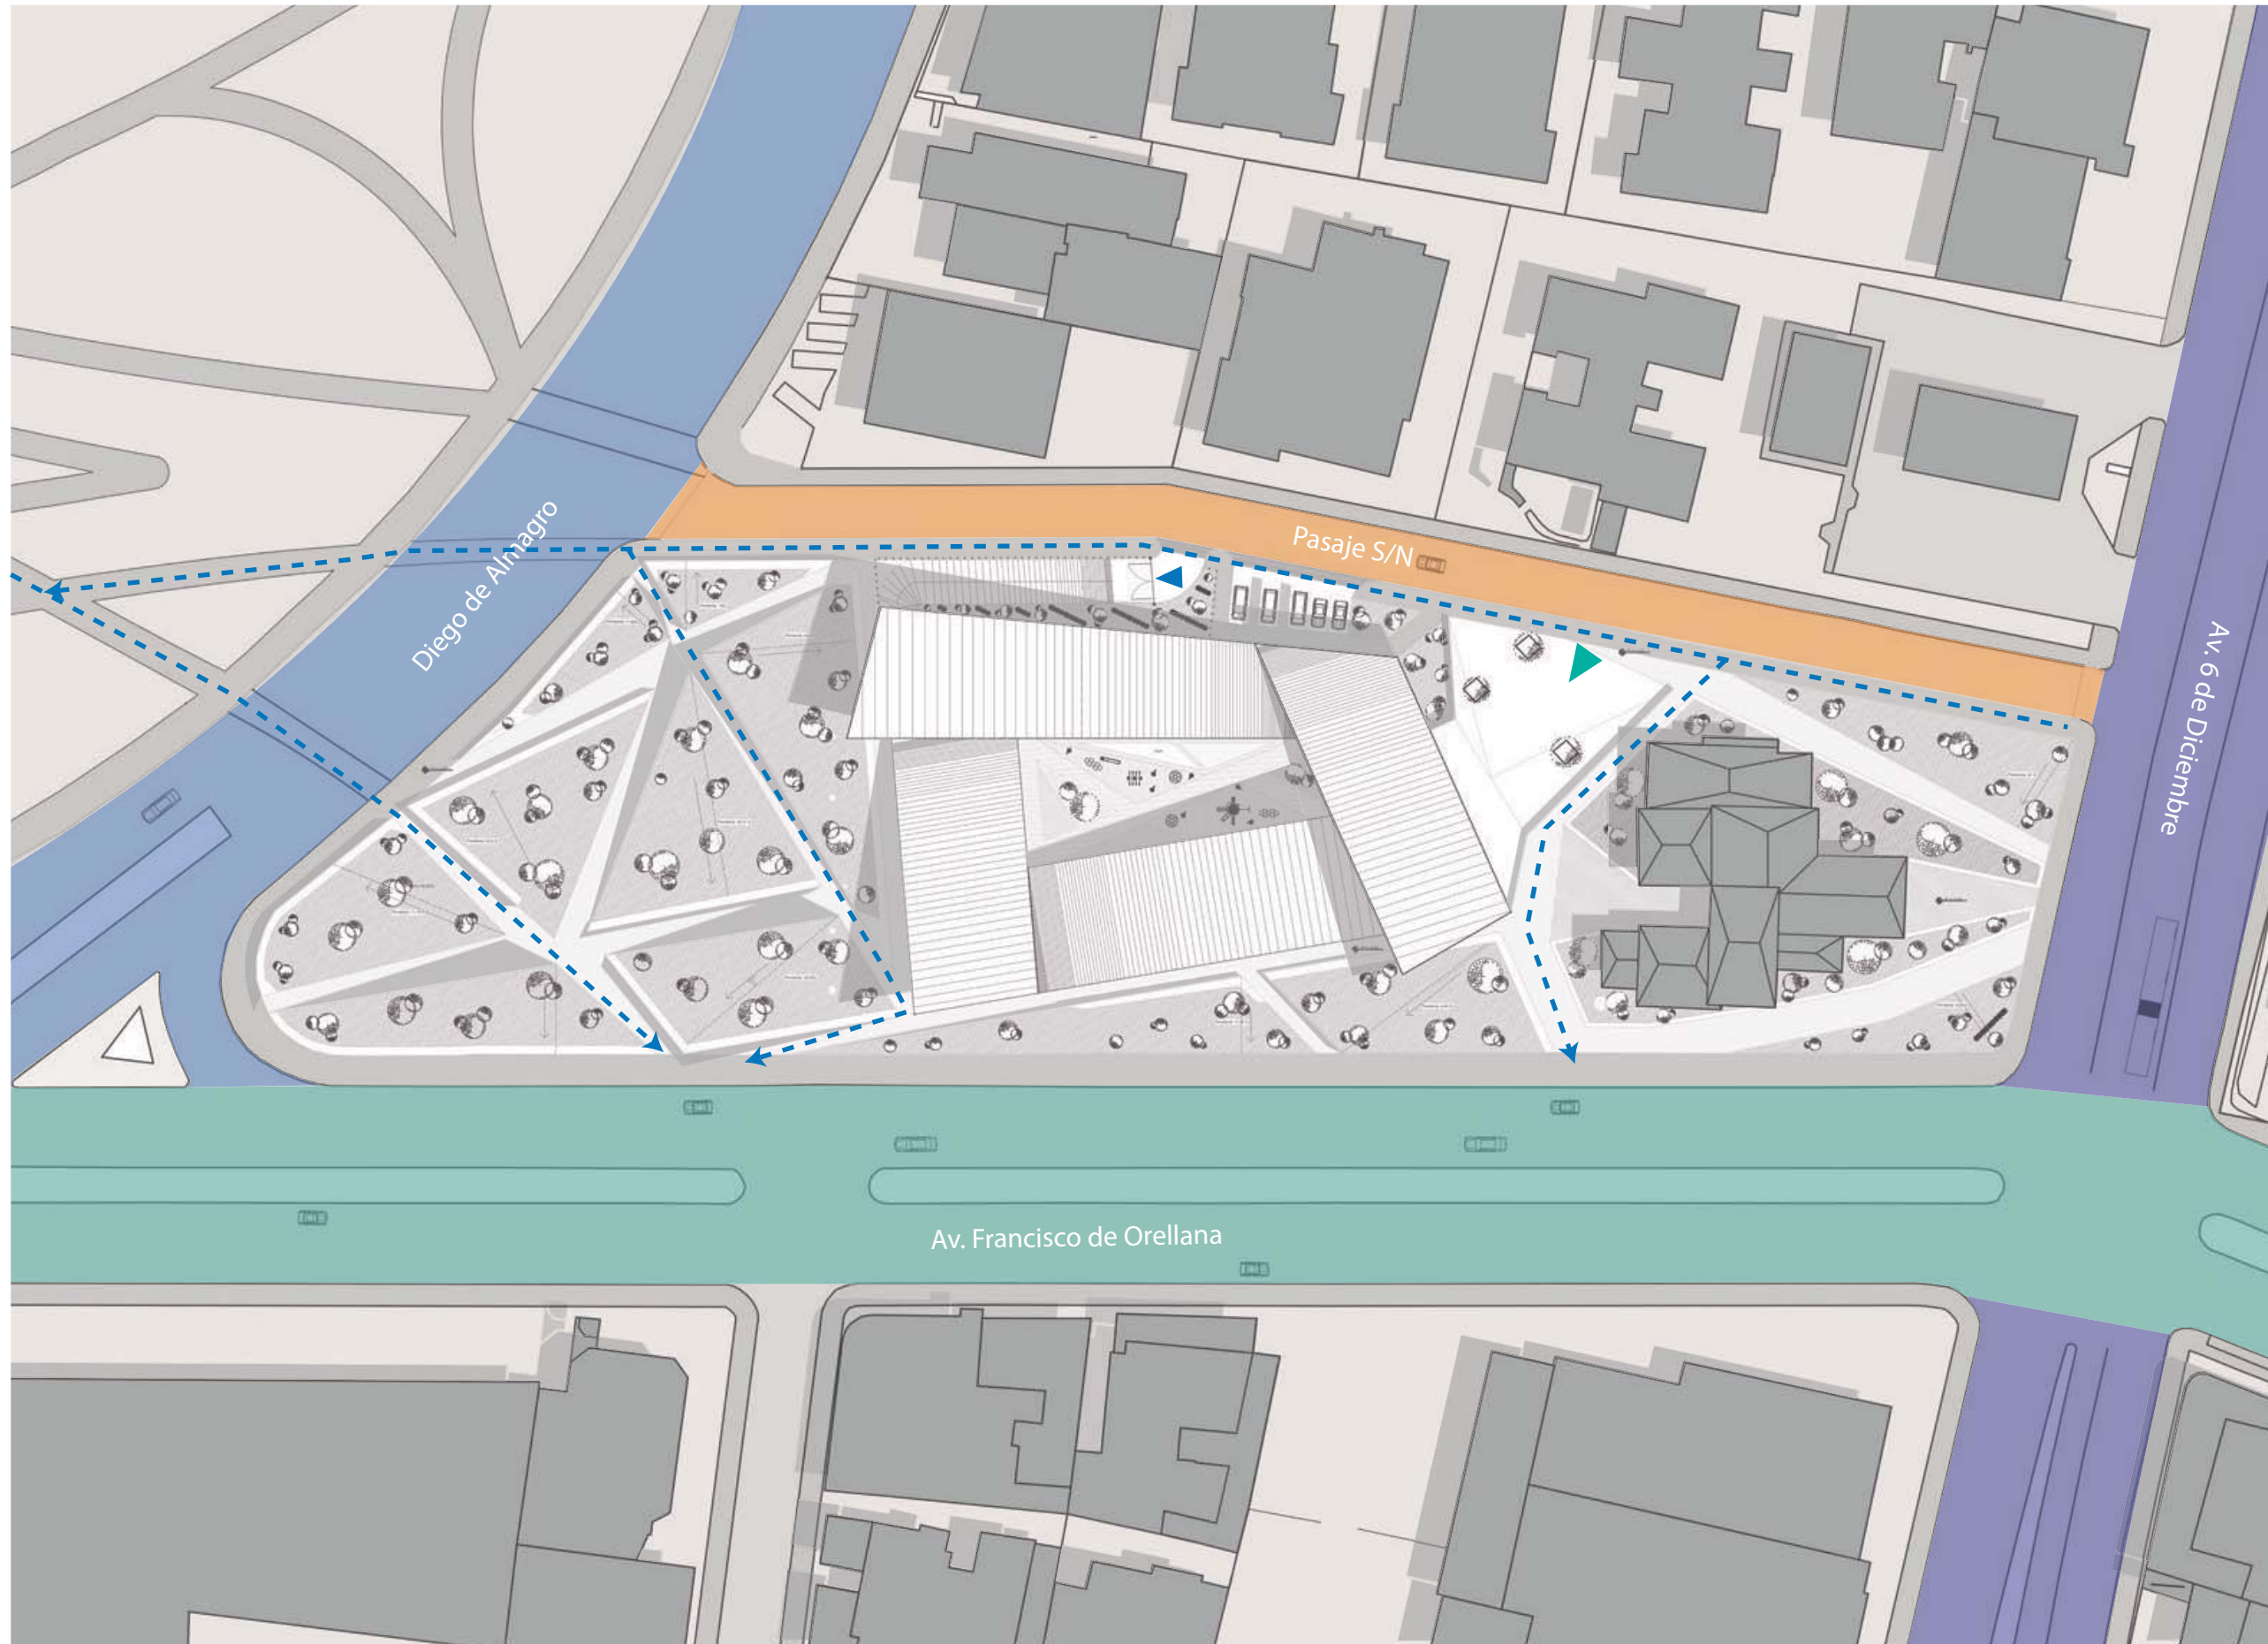 Pasaje S/N
Diego de Almagro
Av. 6 de Diciembre
Av. Francisco de Orellana